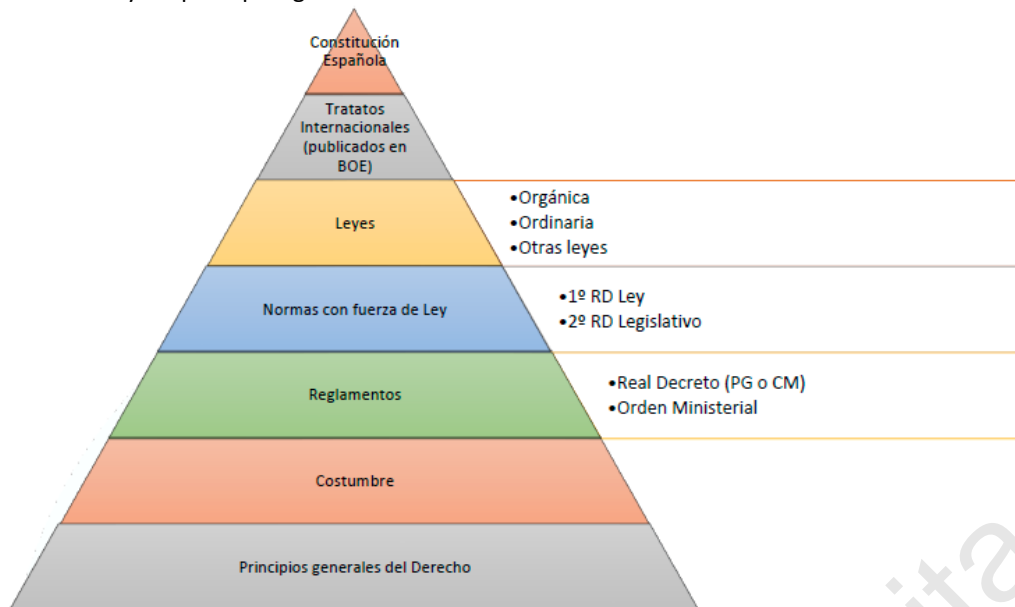 Constitución
Española
Tratatos
Internacionales
(publicados en
BOE)
Leyes
•Orgánica
•Ordinaria
•Otras leyes
Normas con fuerza de Ley
•1º RD Ley
•2º RD Legislativo
Reglamentos
•Real Decreto (PG o CM)
•Orden Ministerial
Costumbre
Principios generales del Derecho